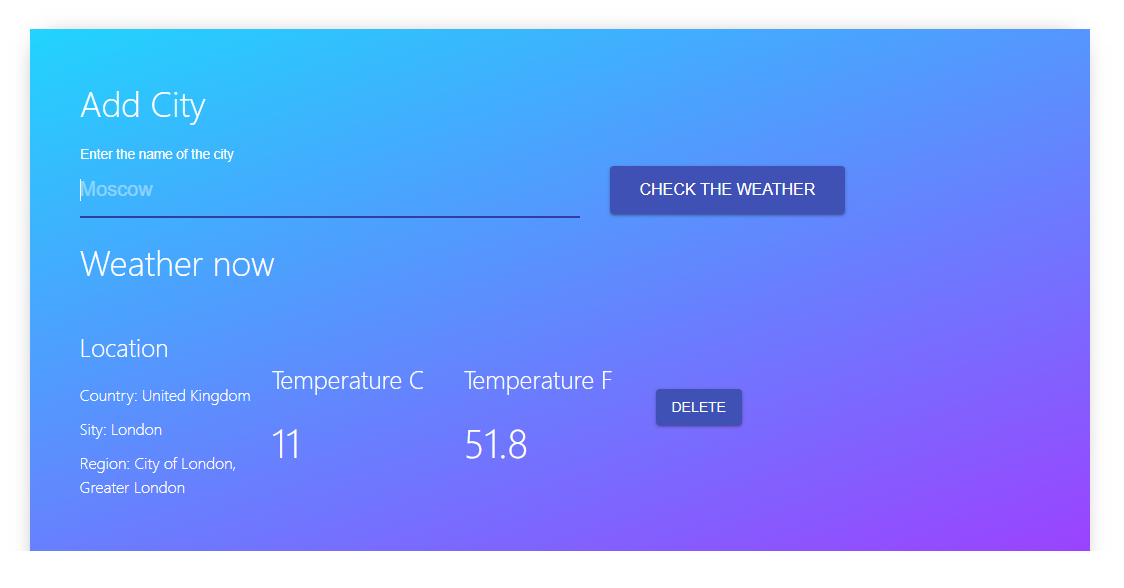 Add City
Enter the name of the city
Moscow
CHECK THE WEATHER
Weather now
Location
Country: United Kingdom
Sity: London
Region: City of London,
Greater London
Temperature C
11
Temperature F
51.8
DELETE